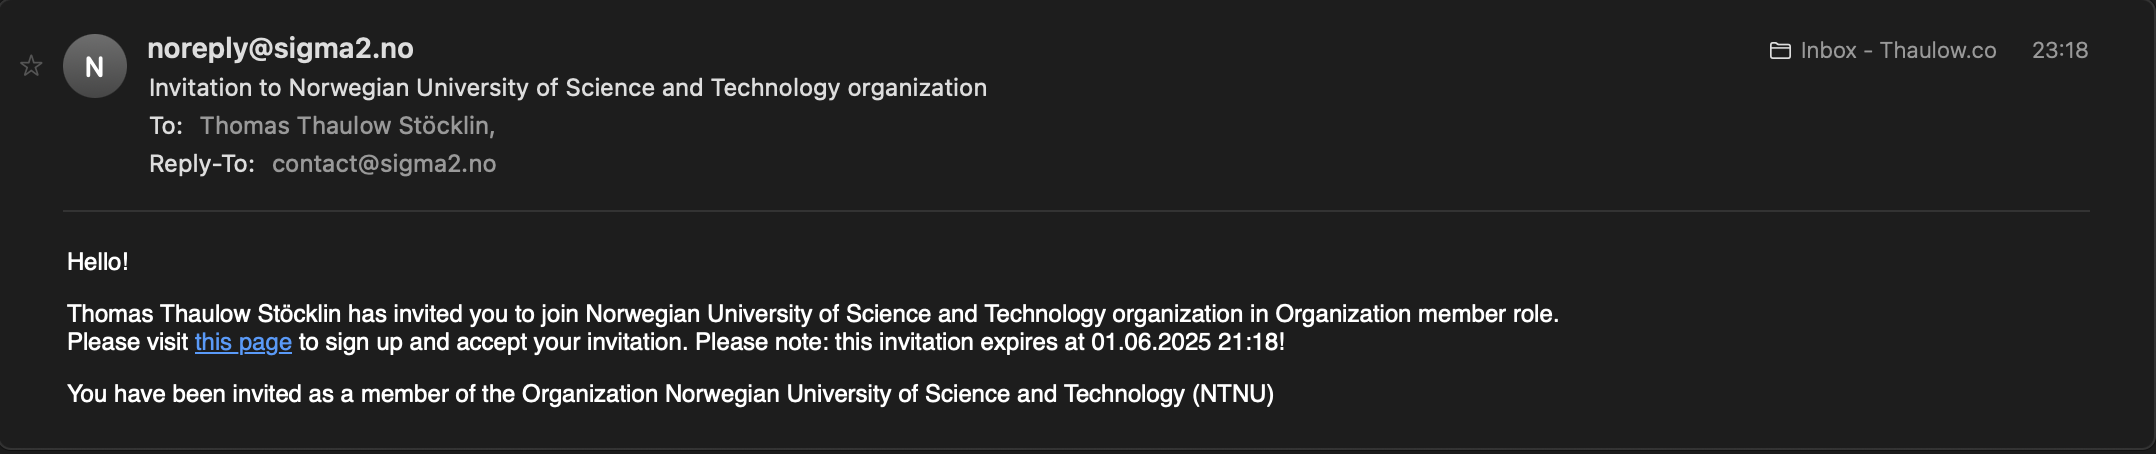 N
noreply@sigma2.no
Inbox - Thaulow.co 23:18
Invitation to Norwegian University of Science and Technology organization
To: Thomas Thaulow Stöcklin,
Reply-To: contact@sigma2.no
Hello!
Thomas Thaulow Stöcklin has invited you to join Norwegian University of Science and Technology organization in Organization member role.
Please visit this page to sign up and accept your invitation. Please note: this invitation expires at 01.06.2025 21:18!
You have been invited as a member of the Organization Norwegian University of Science and Technology (NTNU)